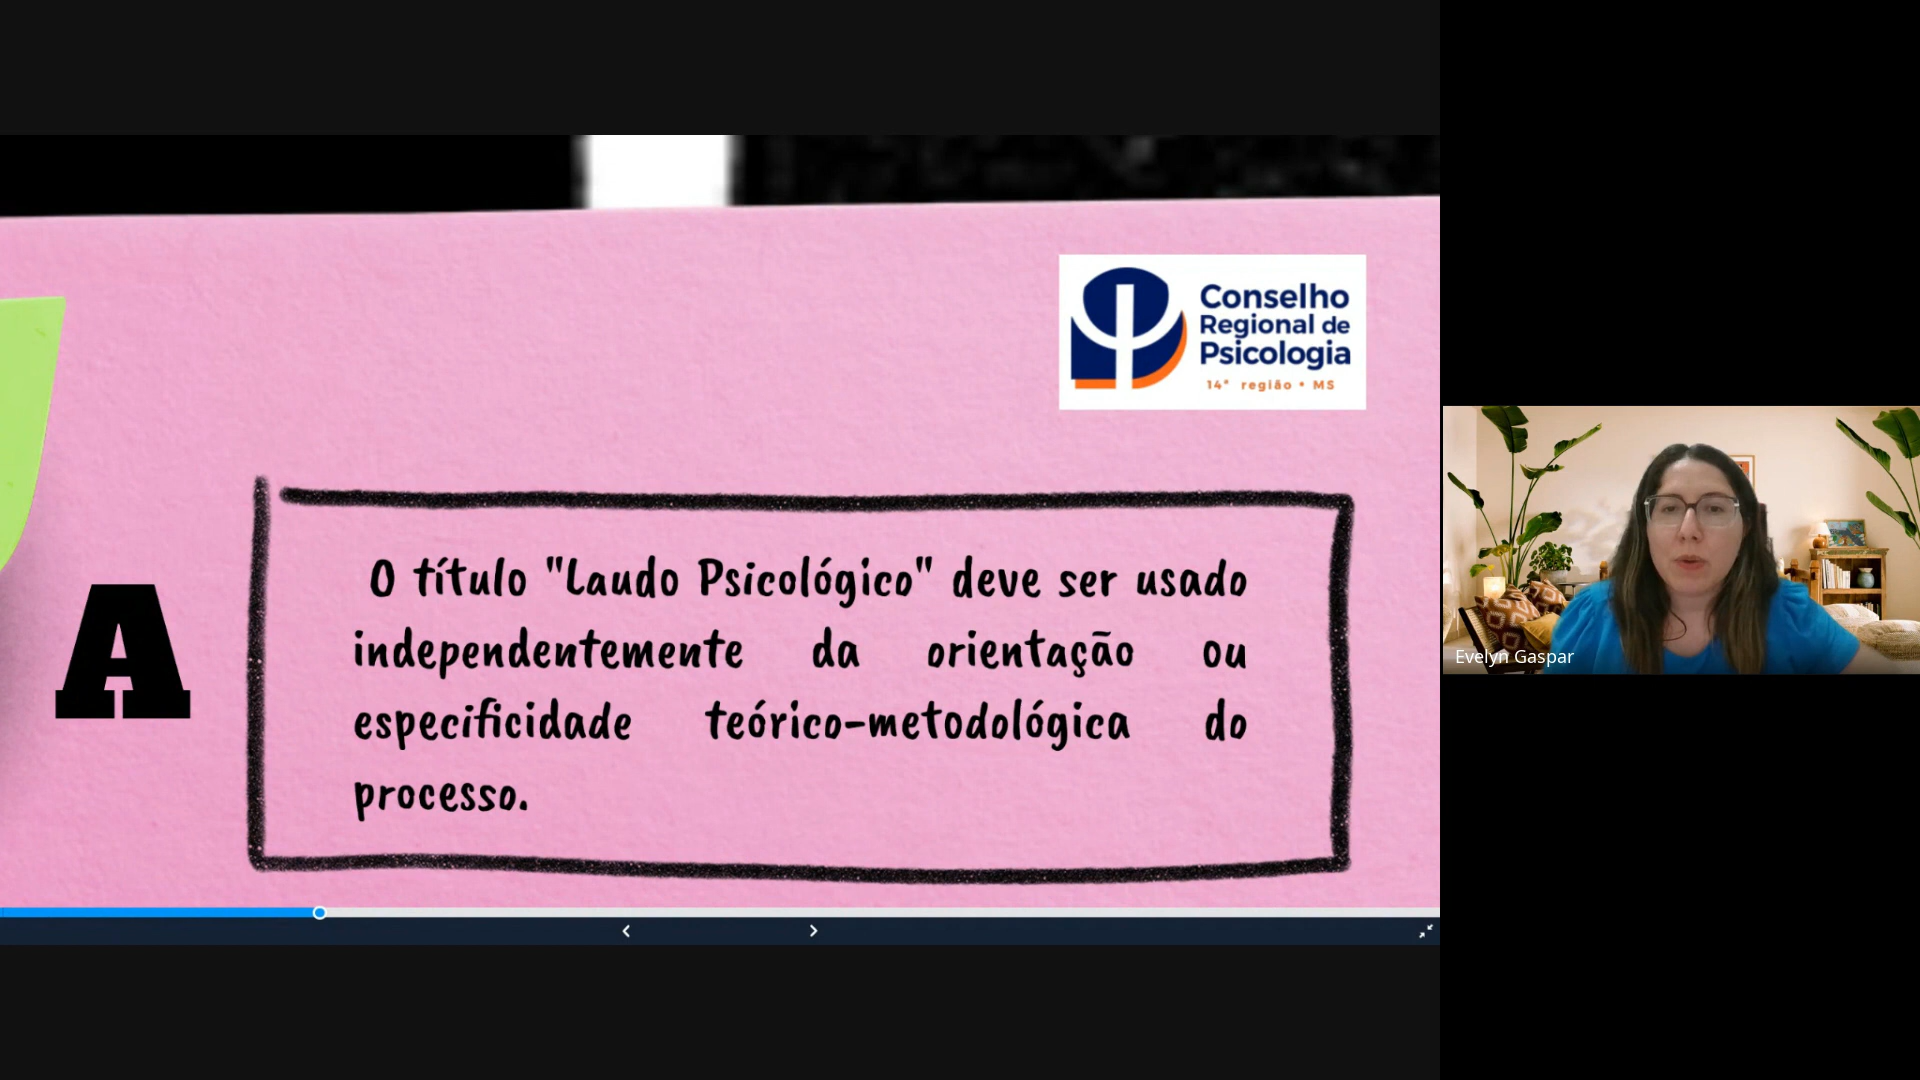 Conselho
Regional de
Psicologia
14ª região • MS
A
O título "Laudo Psicológico" deve ser usado
independentemente da orientação ou
especificidade teórico-metodológica do
processo.
Evelyn Gaspar